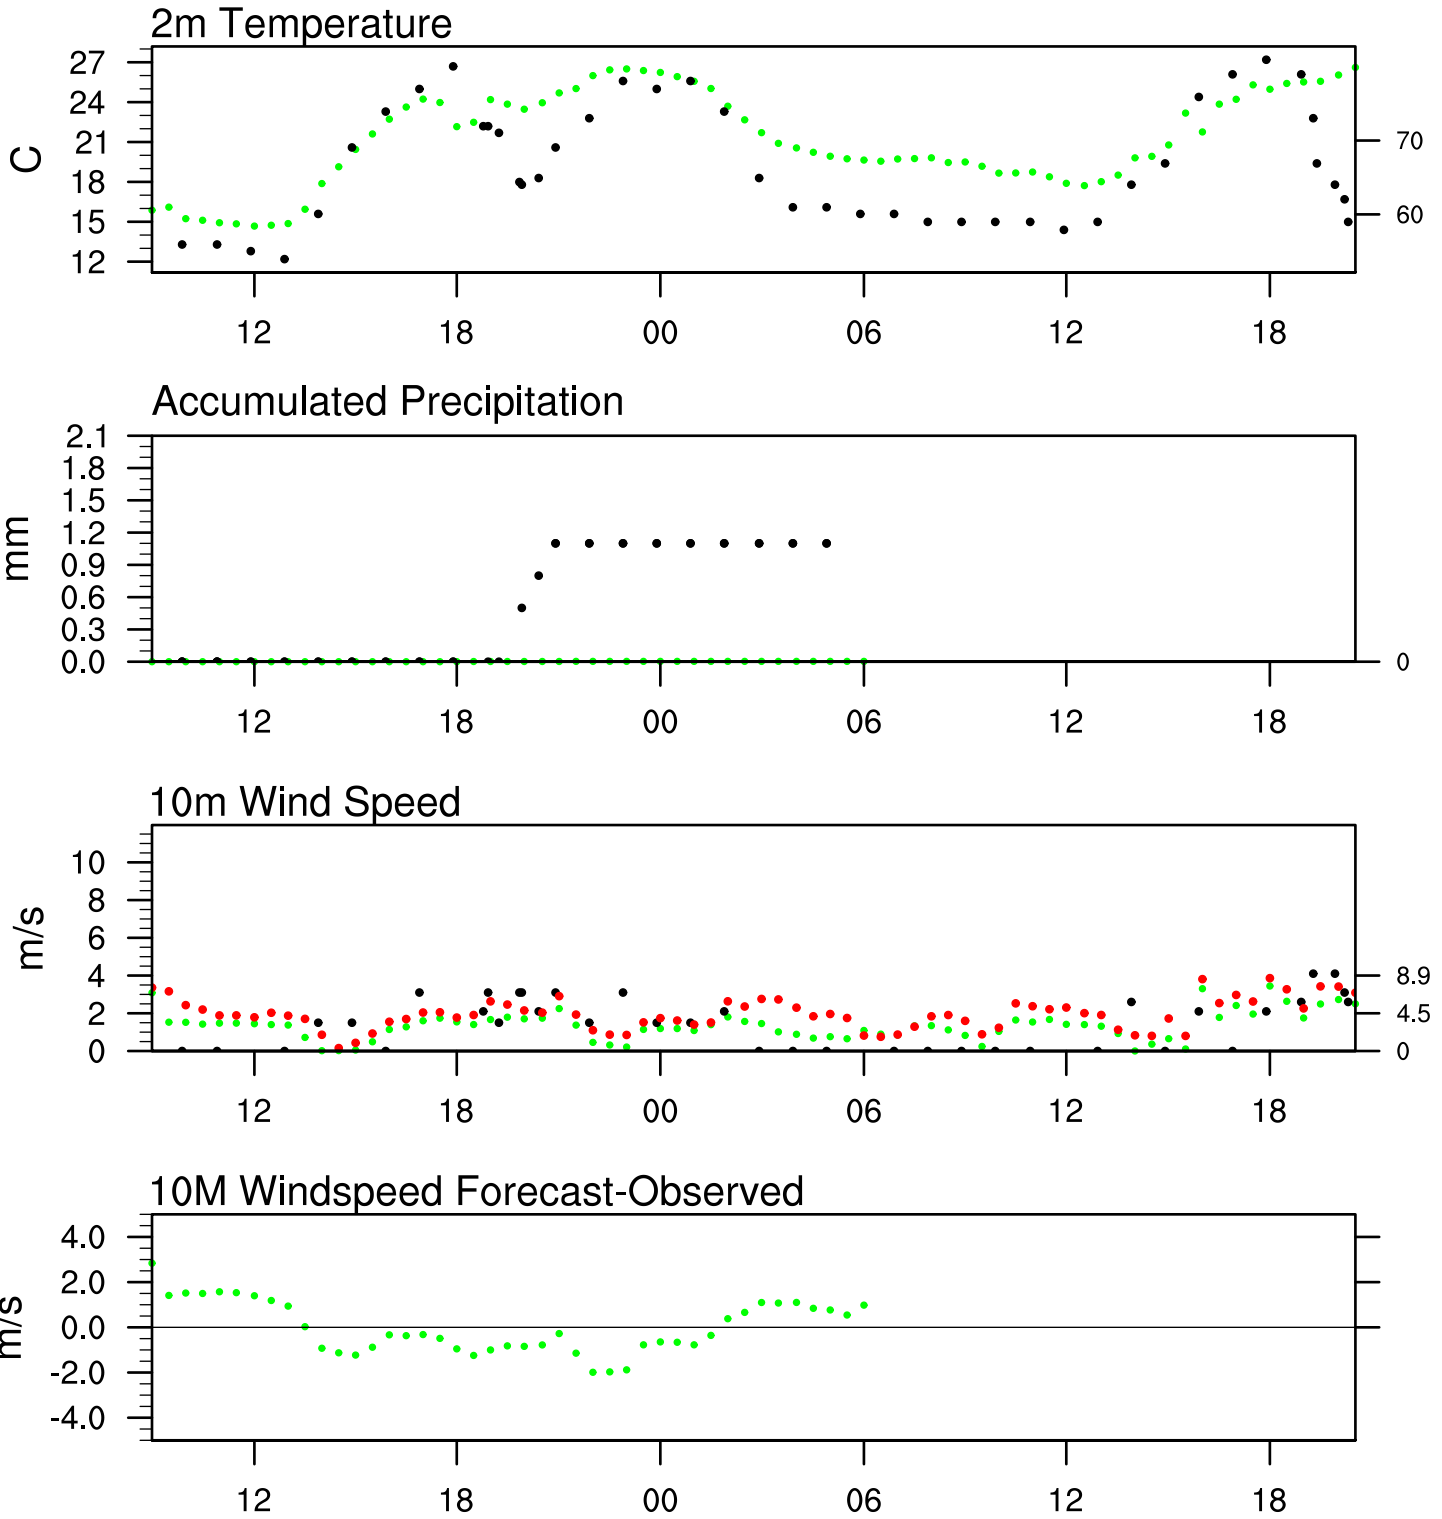 2m Temperature
27
24
21
18
15
12
C
70
60
12 18 00 06 12 18
Accumulated Precipitation
2.1
1.8
1.5
1.2
0.9
0.6
0.3
0.0
mm
0
12 18 00 06 12 18
10m Wind Speed
10
8
6
4
2
0
m/s
8.9
4.5
0
12 18 00 06 12 18
10M Windspeed Forecast-Observed
4.0
2.0
0.0
-2.0
-4.0
m/s
12 18 00 06 12 18